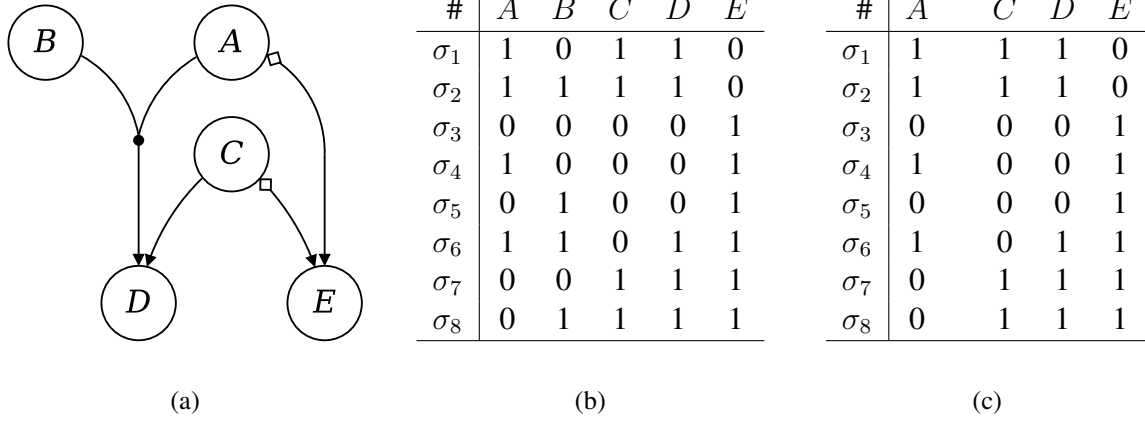 B A C D E
# A B C D E
σ1 1 0 1 1 0
σ2 1 1 1 1 0
σ3 0 0 0 0 1
σ4 1 0 0 0 1
σ5 0 1 0 0 1
σ6 1 1 0 1 1
σ7 0 0 1 1 1
σ8 0 1 1 1 1
# A C D E
σ1 1 1 1 0
σ2 1 1 1 0
σ3 0 0 0 1
σ4 1 0 0 1
σ5 0 0 0 1
σ6 1 0 1 1
σ7 0 1 1 1
σ8 0 1 1 1
(a) (b) (c)